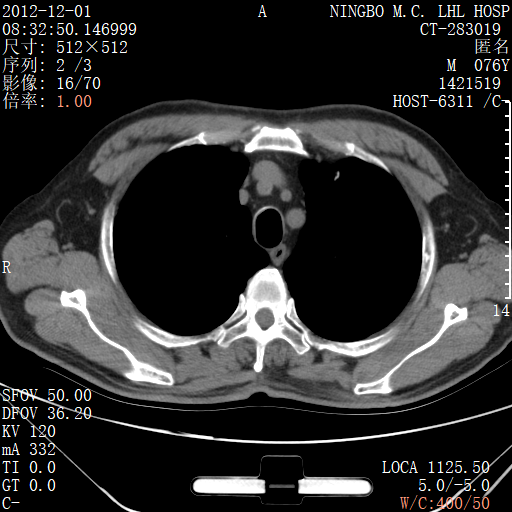 2012-12-01
A
NINGBO M.C. LHL HOSP
08:32:50.146999
CT-283019
尺寸: 512×512
匿名
序列: 2 /3
M 076Y
影像: 16/70
1421519
倍率: 1.00
HOST-6311 /C-
R
14
SFOV 50.00
DFOV 36.20
KV 120
mA 332
TI 0.0
LOCA 1125.50
GT 0.0
5.0/-5.0
C-
W/C:400/50